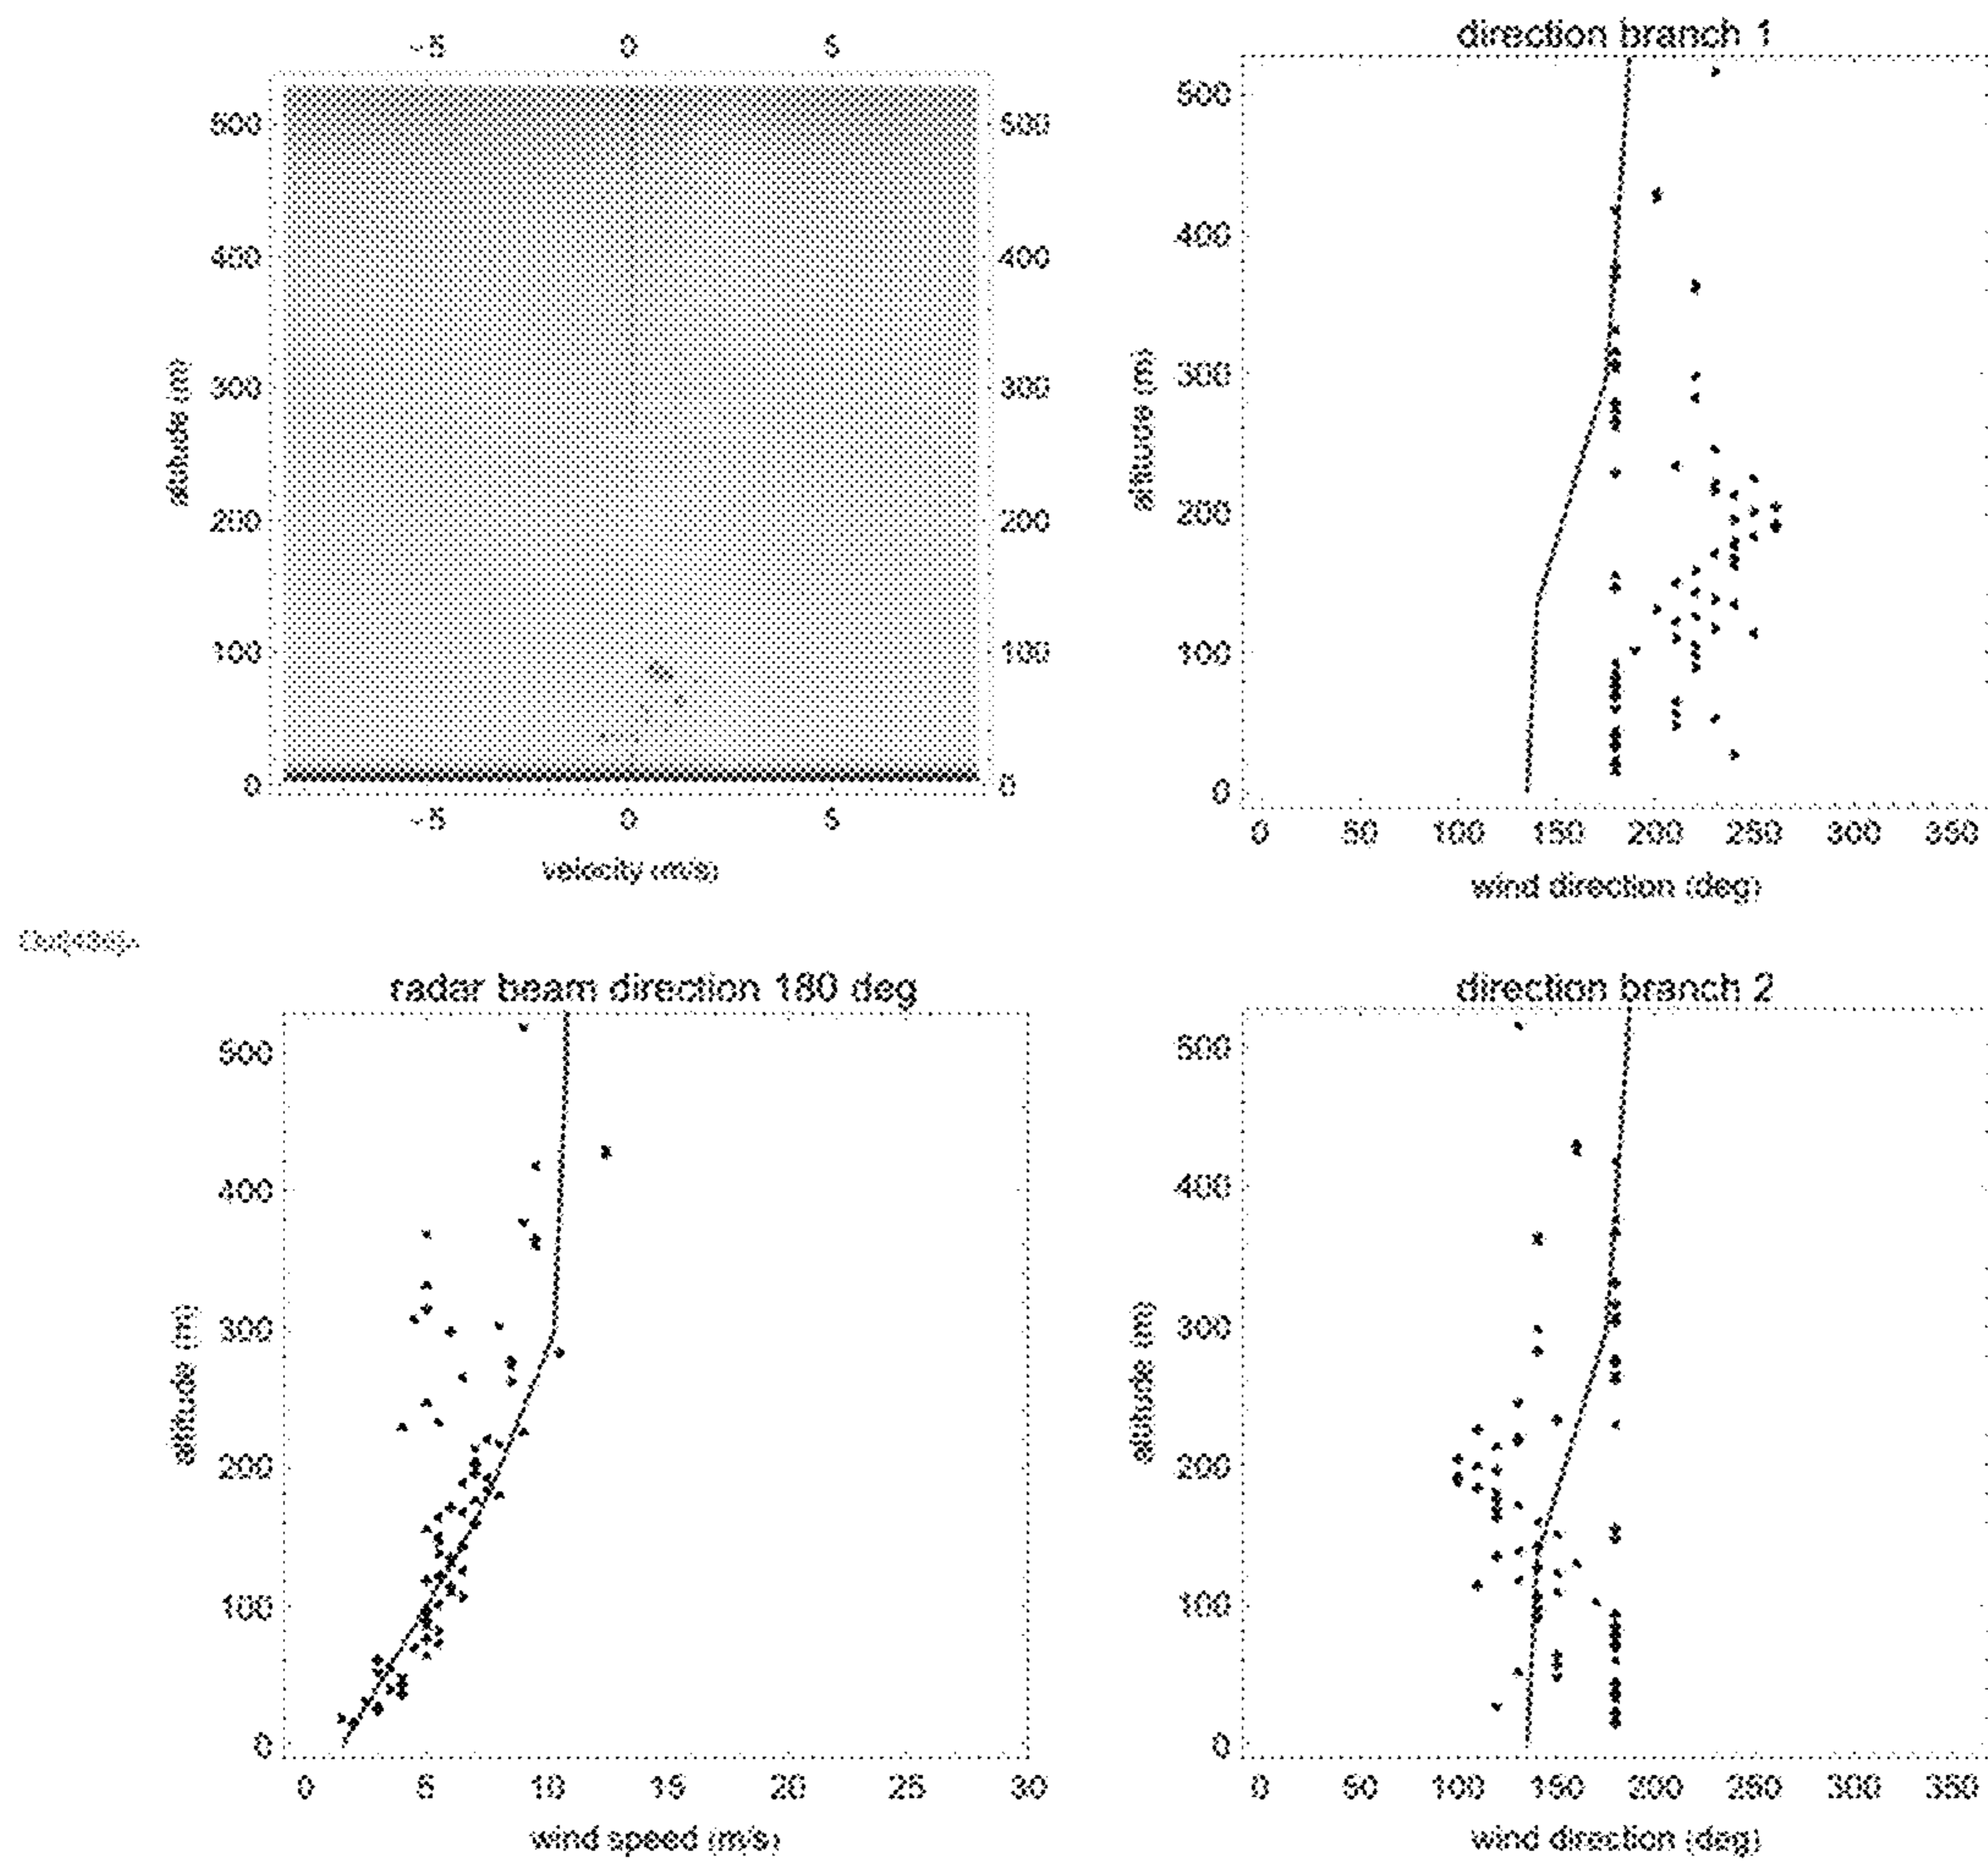 -5 0 5
500 500
400 400
300 300
200 200
100 100
0 0
altitude (m)
-5 0 5
velocity (m/s)
direction branch 1
500
400
300
200
100
0
altitude (m)
0 50 100 150 200 250 300 350
wind direction (deg)
radar beam direction 180 deg
500
400
300
200
100
0
altitude (m)
0 5 10 15 20 25 30
wind speed (m/s)
direction branch 2
500
400
300
200
100
0
altitude (m)
0 50 100 150 200 250 300 350
wind direction (deg)